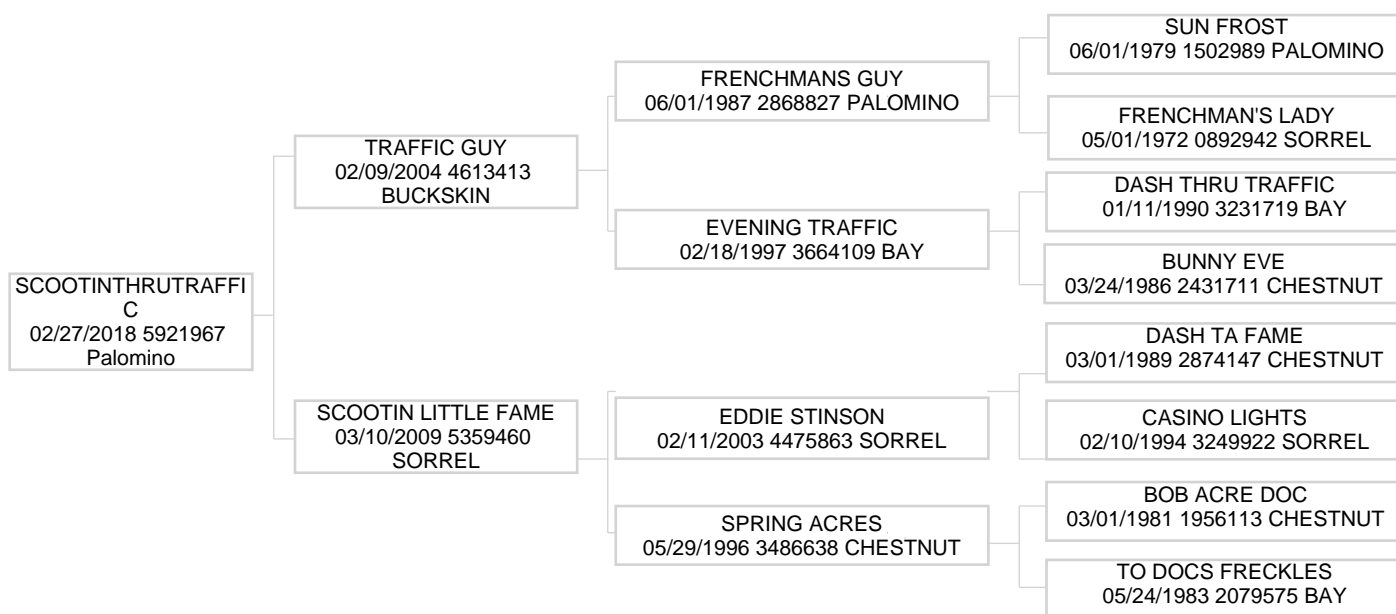 SCOOTINTHRUTRAFFI
C
02/27/2018 5921967
Palomino
TRAFFIC GUY
02/09/2004 4613413
BUCKSKIN
SCOOTIN LITTLE FAME
03/10/2009 5359460
SORREL
FRENCHMANS GUY
06/01/1987 2868827 PALOMINO
EVENING TRAFFIC
02/18/1997 3664109 BAY
EDDIE STINSON
02/11/2003 4475863 SORREL
SPRING ACRES
05/29/1996 3486638 CHESTNUT
SUN FROST
06/01/1979 1502989 PALOMINO
FRENCHMAN'S LADY
05/01/1972 0892942 SORREL
DASH THRU TRAFFIC
01/11/1990 3231719 BAY
BUNNY EVE
03/24/1986 2431711 CHESTNUT
DASH TA FAME
03/01/1989 2874147 CHESTNUT
CASINO LIGHTS
02/10/1994 3249922 SORREL
BOB ACRE DOC
03/01/1981 1956113 CHESTNUT
TO DOCS FRECKLES
05/24/1983 2079575 BAY